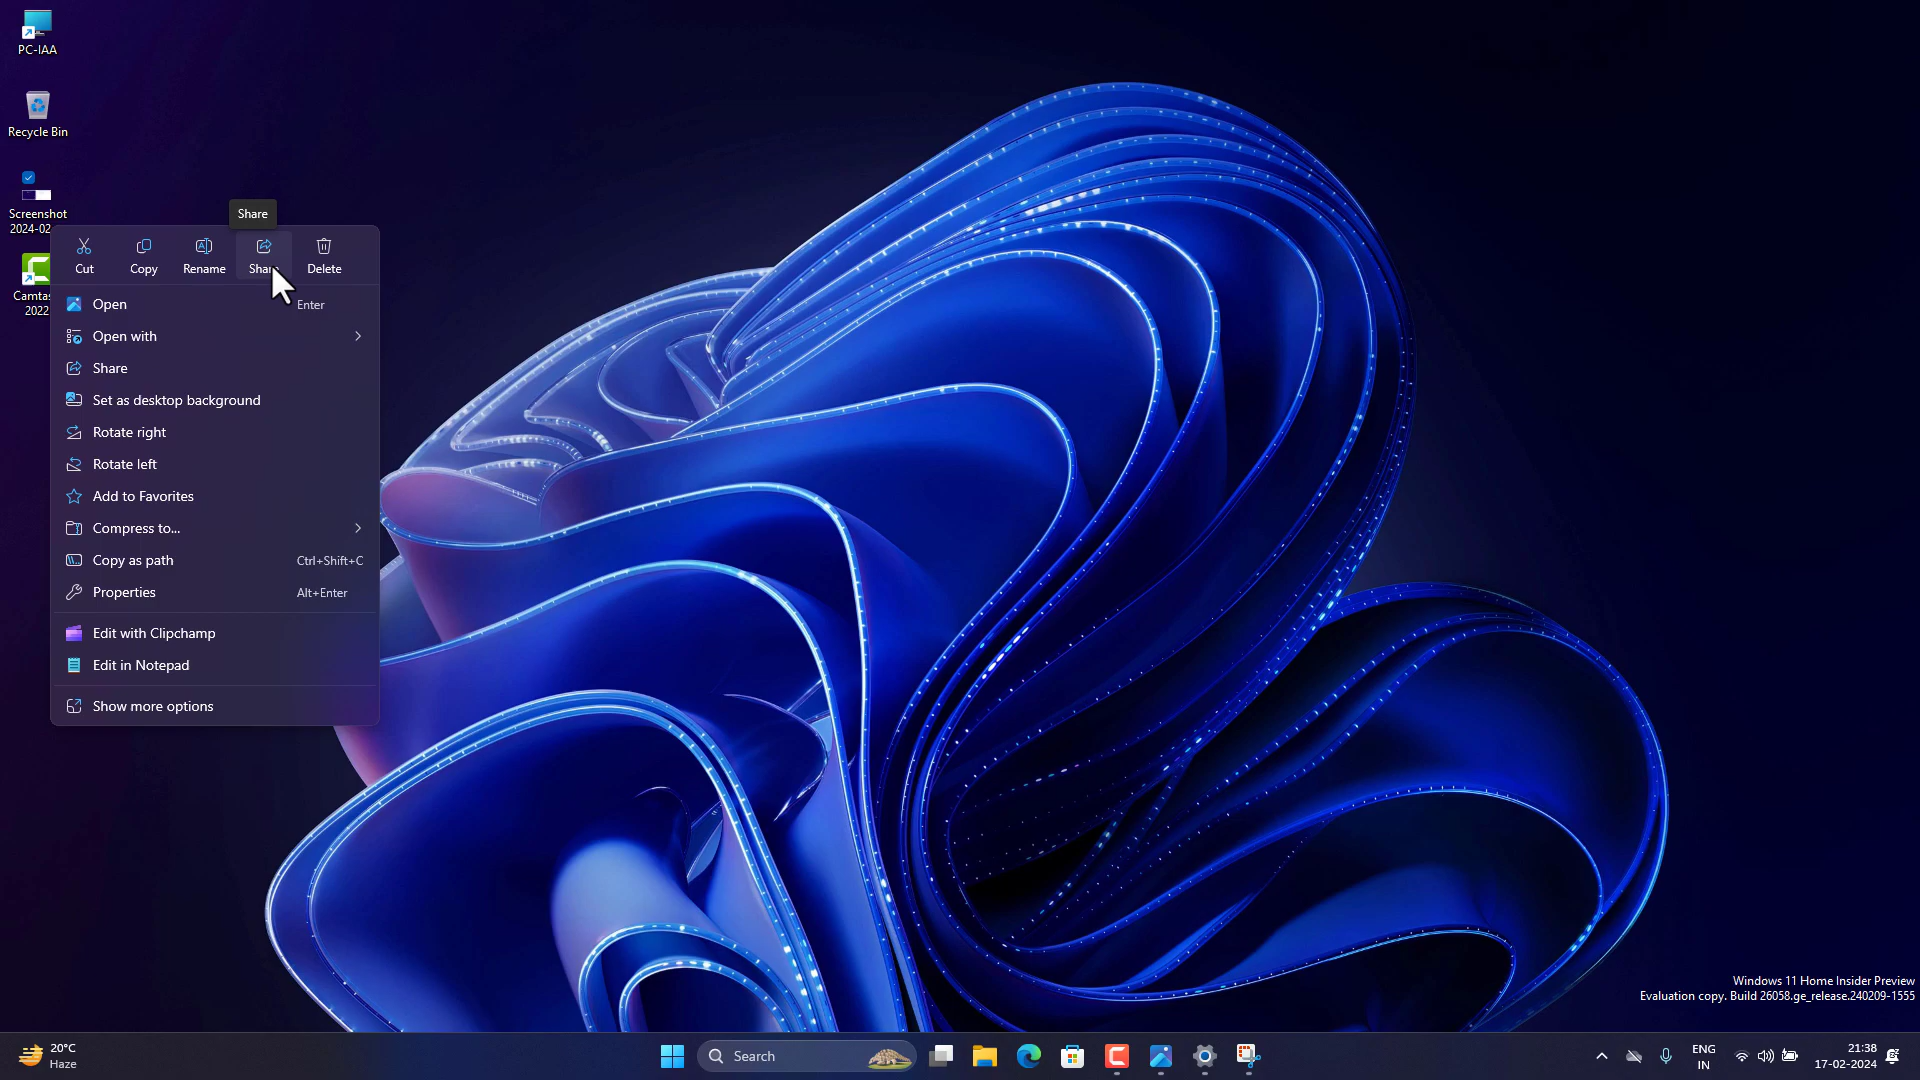 PC-IAA
Recycle Bin
Screenshot
2024-02
Share
Cut
Copy
Rename
Share
Delete
Camtas
2022
Open Enter
Open with
Share
Set as desktop background
Rotate right
Rotate left
Add to Favorites
Compress to...
Copy as path Ctrl+Shift+C
Properties Alt+Enter
Edit with Clipchamp
Edit in Notepad
Show more options
Windows 11 Home Insider Preview
Evaluation copy. Build 26058.ge_release.240209-1555
20°C
Haze
Search
ENG
IN
21:38
17-02-2024